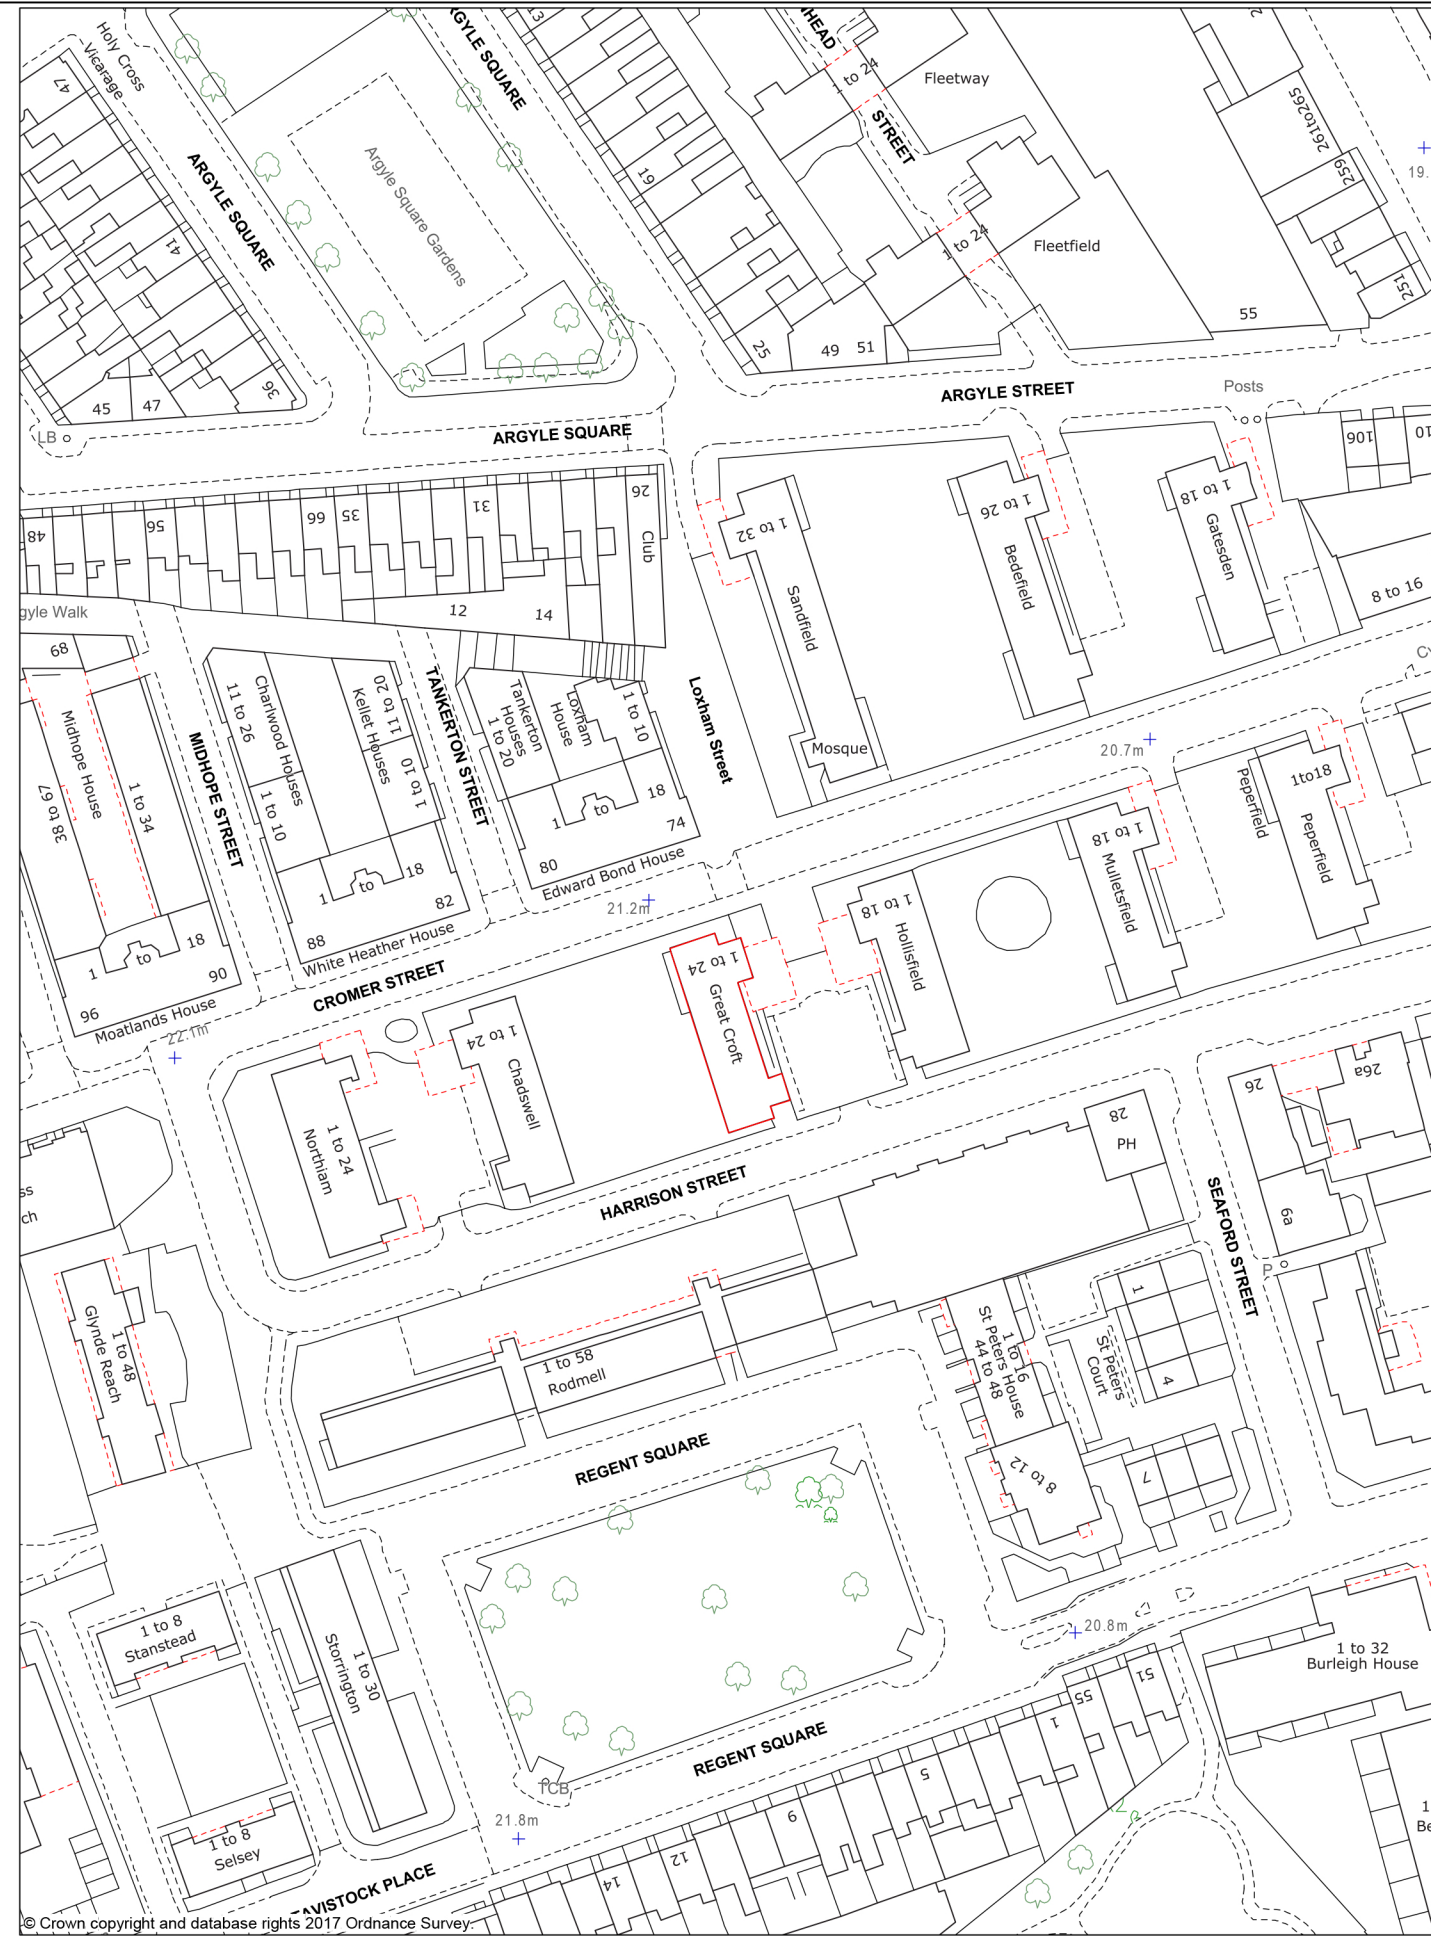 13
ARGYLE SQUARE
Holy Cross
Vicarage
47
1 to 24
Fleetway
STREET
261to265
259
19
ARGYLE SQUARE
41
Argyle Square Gardens
1 to 24
Fleetfield
251
55
25
49
51
36
45
47
LB
ARGYLE STREET
Posts
ARGYLE SQUARE
106
48
56
66
35
31
26
Club
1 to 32
Sandfield
1 to 26
Bedefield
1 to 18
Gatesden
8 to 16
12
14
68
Midhope House
38 to 67
1 to 34
MIDHOPE STREET
11 to 26
Charlwood Houses
1 to 10
Kellet Houses
11 to 20
1 to 10
TANKERTON STREET
Tankerton
Houses
1 to 20
Loxham
House
1 to 10
Loxham Street
Mosque
20.7m
1
to
18
74
80
Edward Bond House
1
to
18
82
88
White Heather House
1
to
18
90
96
Moatlands House
21.2m
22.1m
CROMER STREET
1 to 18
Mulletsfield
Peperfield
1to18
Peperfield
1 to 18
Hollisfield
1 to 24
Great Croft
1 to 24
Chadswell
1 to 24
Northiam
HARRISON STREET
28
PH
26
26a
6a
SEAFORD STREET
P
Glynde Reach
1 to 48
1 to 58
Rodmell
1 to 16
St Peters House
44 to 48
St Peters
Court
1
4
7
8 to 12
REGENT SQUARE
1 to 8
Stanstead
1 to 30
Storrington
20.8m
1 to 32
Burleigh House
51
55
1
5
9
12
14
REGENT SQUARE
TCB
21.8m
1 to 8
Selsey
AVISTOCK PLACE
© Crown copyright and database rights 2017 Ordnance Survey.